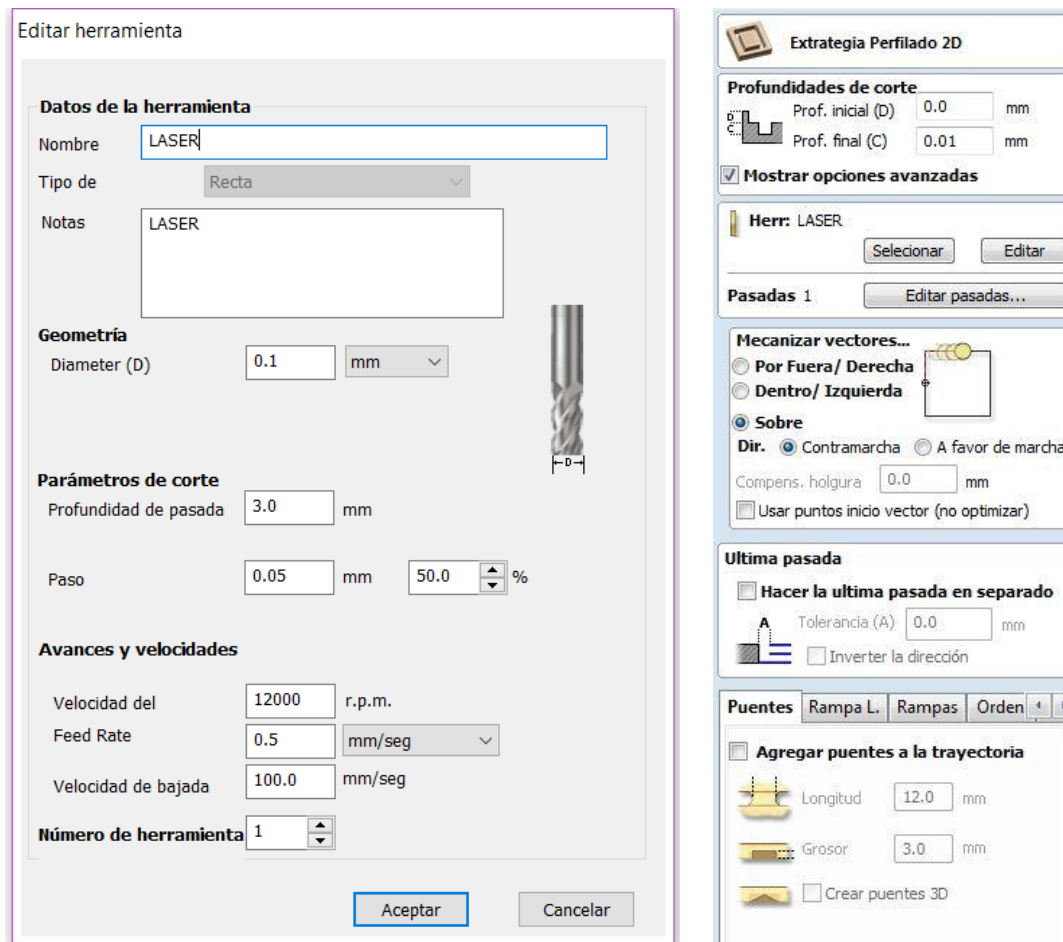 Editar herramienta
Datos de la herramienta
Nombre LASER
Tipo de Recta
Notas LASER
Geometría
Diameter (D) 0.1 mm
D
Parámetros de corte
Profundidad de pasada 3.0 mm
Paso 0.05 mm 50.0 %
Avances y velocidades
Velocidad del 12000 r.p.m.
Feed Rate 0.5 mm/seg
Velocidad de bajada 100.0 mm/seg
Número de herramienta 1
Aceptar Cancelar
Extrategia Perfilado 2D
Profundidades de corte
Prof. inicial (D) 0.0 mm
D
C
Prof. final (C) 0.01 mm
Mostrar opciones avanzadas
Herr: LASER
Selecionar Editar
Pasadas 1 Editar pasadas...
Mecanizar vectores...
Por Fuera/ Derecha
Dentro/ Izquierda
Sobre
Dir. Contramarcha A favor de marcha
Compens. holgura 0.0 mm
Usar puntos inicio vector (no optimizar)
Ultima pasada
Hacer la ultima pasada en separado
A Tolerancia (A) 0.0 mm
Inverter la dirección
Puentes Rampa L. Rampas Orden
Agregar puentes a la trayectoria
Longitud 12.0 mm
Grosor 3.0 mm
Crear puentes 3D